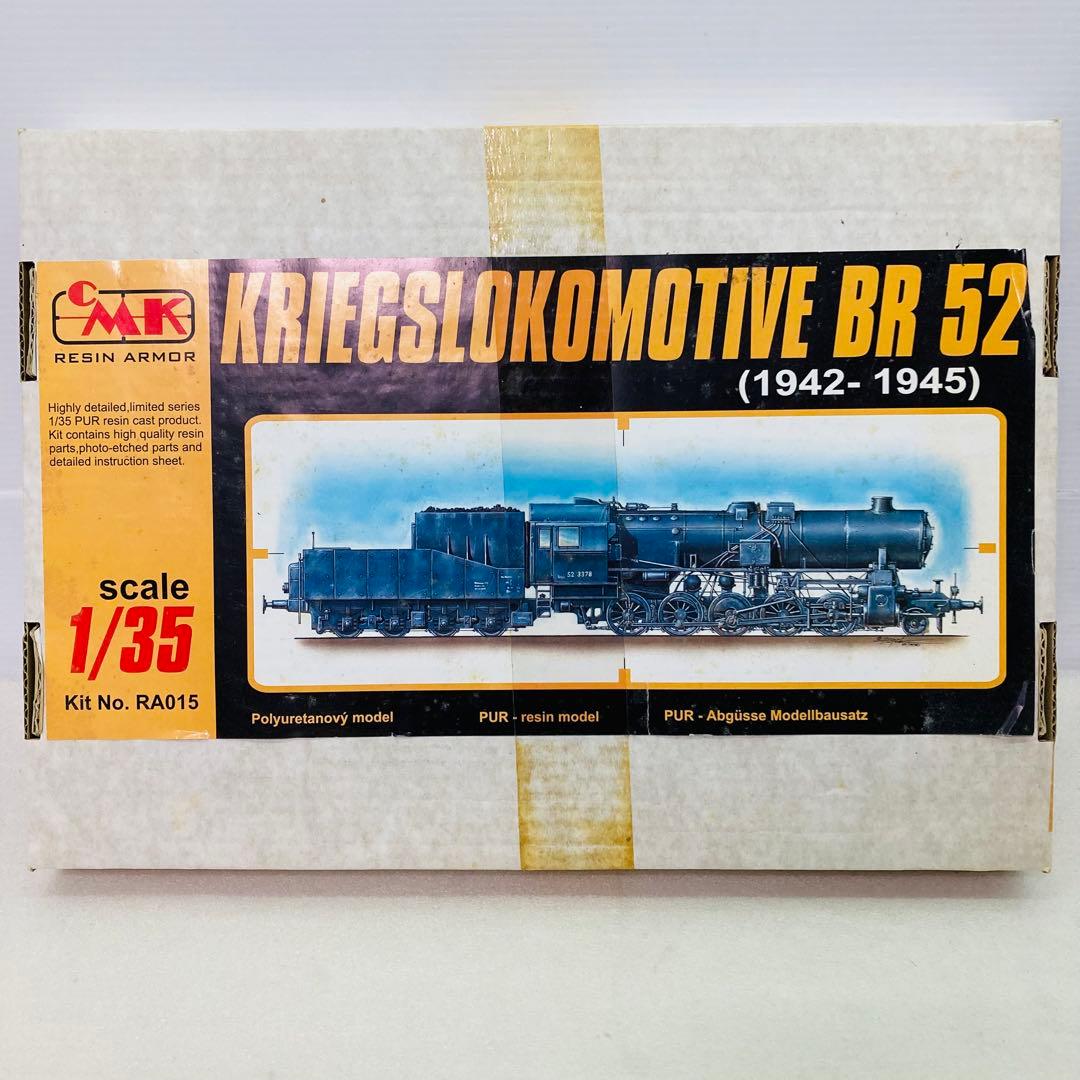 CMK
RESIN ARMOR
Highly detailed,limited series
1/35 PUR resin cast product.
Kit contains high quality resin
parts,photo-etched parts and
detailed instruction sheet.
scale
1/35
Kit No. RA015
KRIEGSLOKOMOTIVE BR 52
(1942- 1945)
52 3378
Polyuretanový model
PUR - resin model
PUR - Abgüsse Modellbausatz